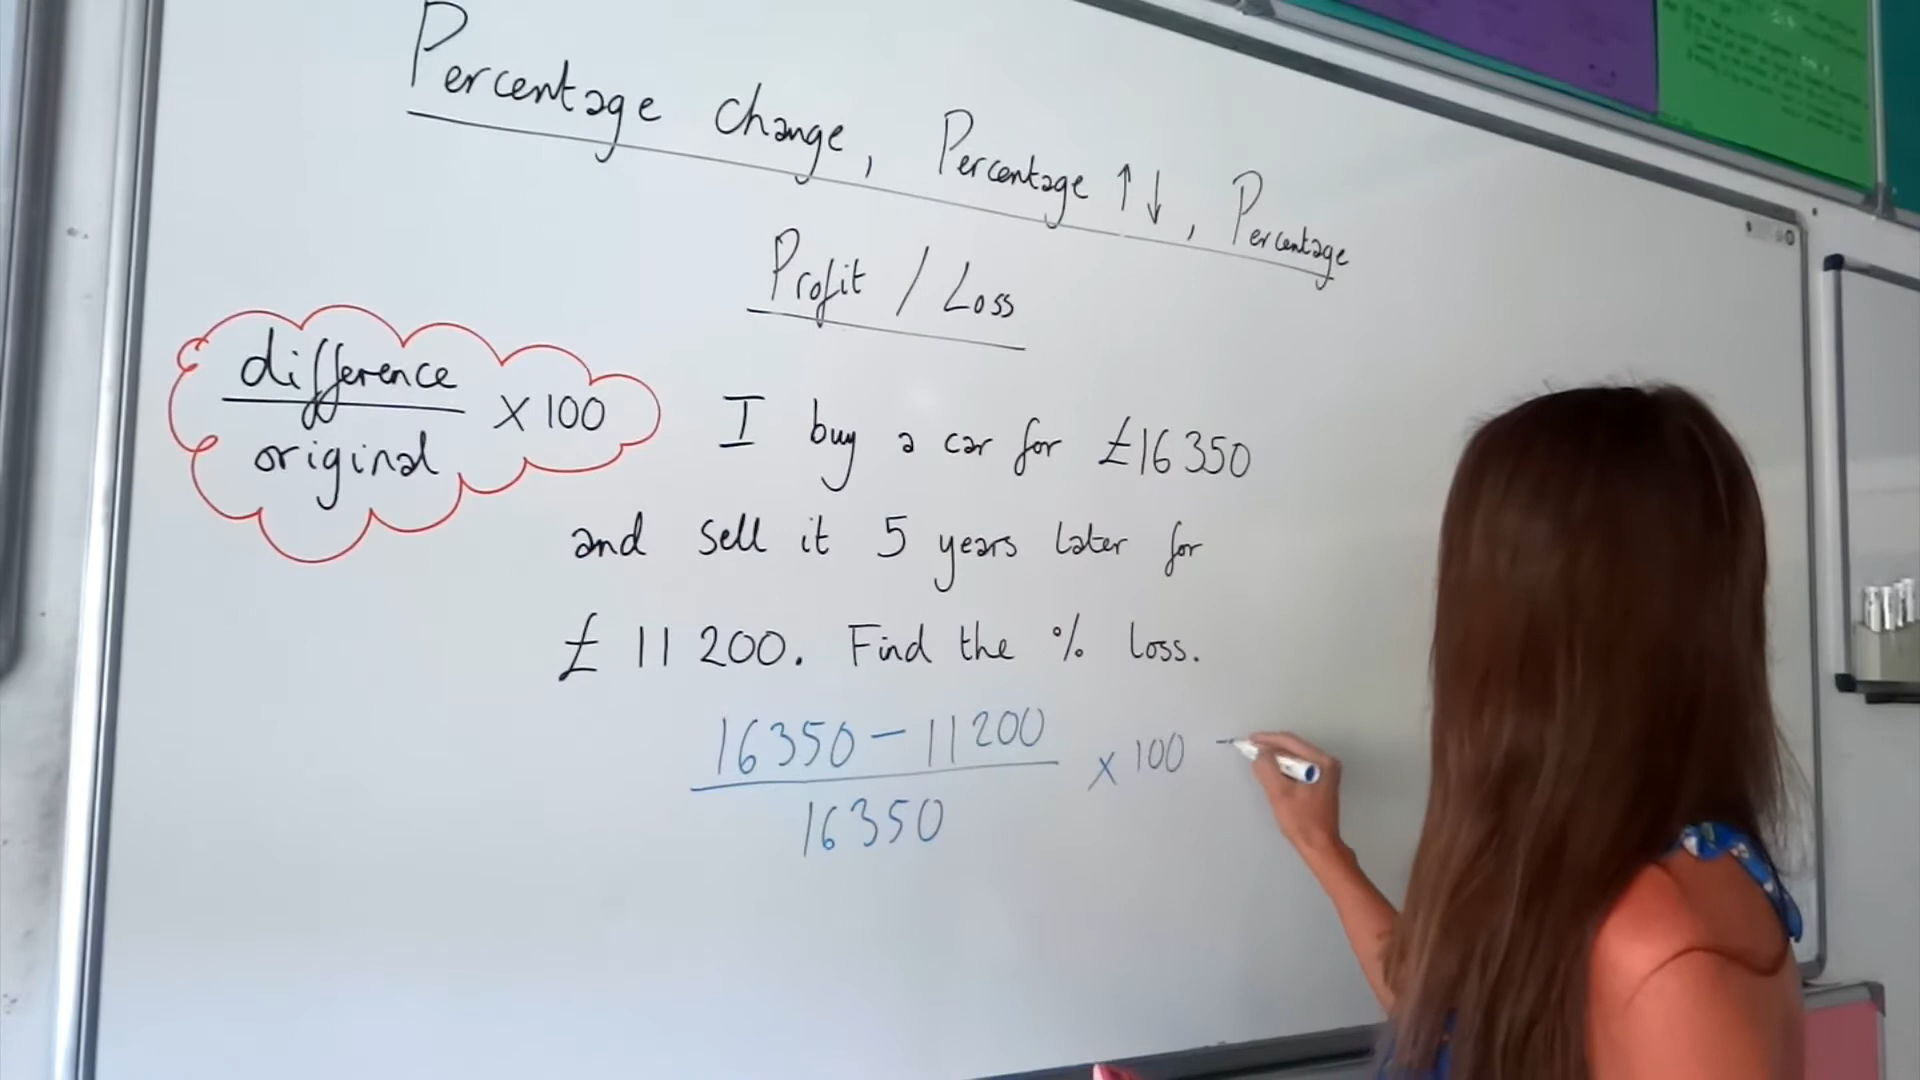 Percentage change, Percentage ↑↓, Percentage
Profit / Loss
difference
original
x 100
I buy a car for £16350
and sell it 5 years later for
£ 11 200. Find the % loss.
16350 – 11200
16350
x 100